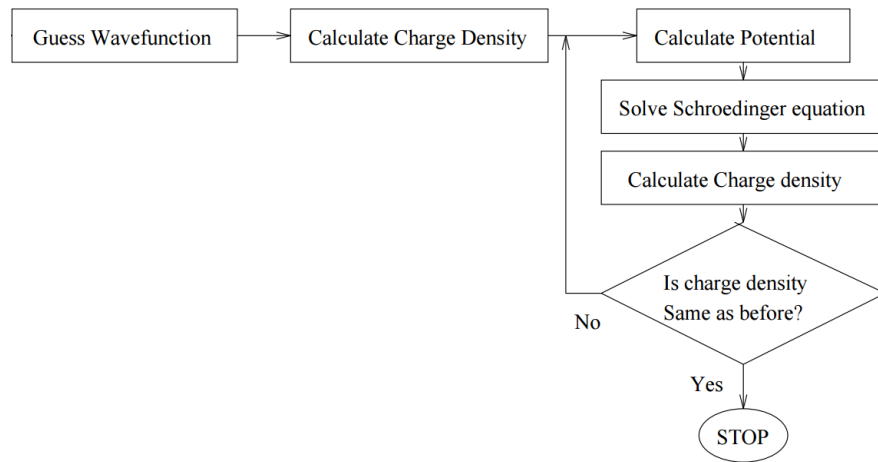 Guess Wavefunction
Calculate Charge Density
Calculate Potential
Solve Schroedinger equation
Calculate Charge density
Is charge density
Same as before?
No
Yes
STOP